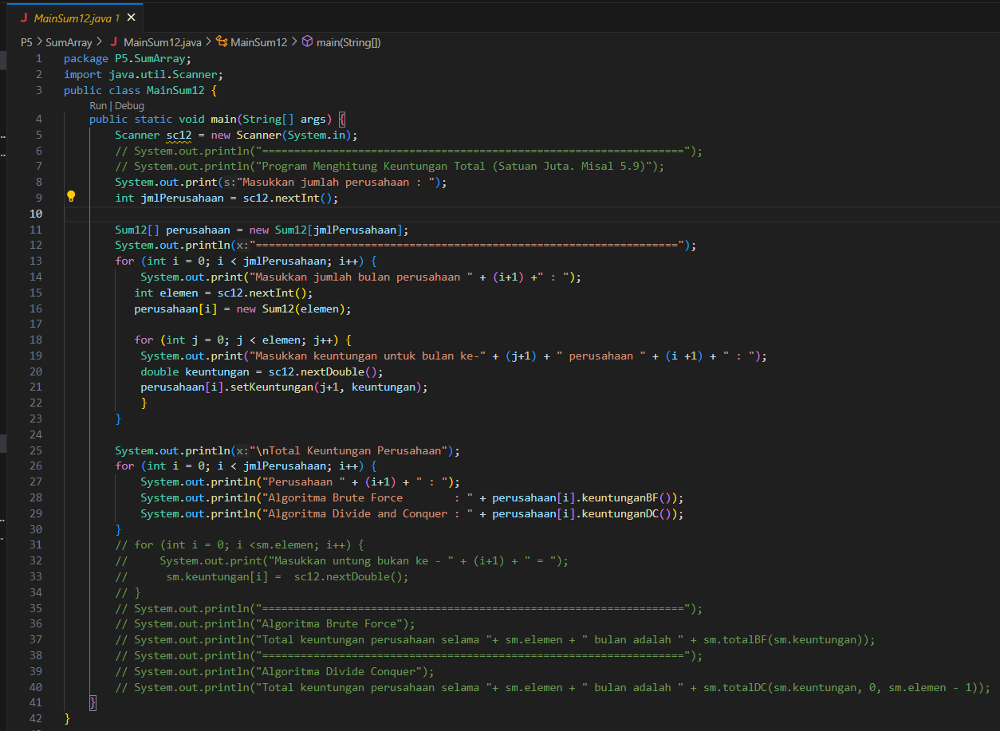 J MainSum12.java 1 ×
P5 > SumArray > J MainSum12.java > MainSum12 > main(String[])
1 package P5.SumArray;
2 import java.util.Scanner;
3 public class MainSum12 {
Run | Debug
4 public static void main(String[] args) {
5 Scanner sc12 = new Scanner(System.in);
6 // System.out.println("==================================================================");
7 // System.out.println("Program Menghitung Keuntungan Total (Satuan Juta. Misal 5.9)");
8 System.out.print(s:"Masukkan jumlah perusahaan : ");
9 int jmlPerusahaan = sc12.nextInt();
10
11 Sum12[] perusahaan = new Sum12[jmlPerusahaan];
12 System.out.println(x:"==================================================================");
13 for (int i = 0; i < jmlPerusahaan; i++) {
14 System.out.print("Masukkan jumlah bulan perusahaan " + (i+1) +" : ");
15 int elemen = sc12.nextInt();
16 perusahaan[i] = new Sum12(elemen);
17
18 for (int j = 0; j < elemen; j++) {
19 System.out.print("Masukkan keuntungan untuk bulan ke-" + (j+1) + " perusahaan " + (i +1) + " : ");
20 double keuntungan = sc12.nextDouble();
21 perusahaan[i].setKeuntungan(j+1, keuntungan);
22 }
23 }
24
25 System.out.println(x:"\nTotal Keuntungan Perusahaan");
26 for (int i = 0; i < jmlPerusahaan; i++) {
27 System.out.println("Perusahaan " + (i+1) + " : ");
28 System.out.println("Algoritma Brute Force        : " + perusahaan[i].keuntunganBF());
29 System.out.println("Algoritma Divide and Conquer : " + perusahaan[i].keuntunganDC());
30 }
31 // for (int i = 0; i <sm.elemen; i++) {
32 //     System.out.print("Masukkan untung bukan ke - " + (i+1) + " = ");
33 //      sm.keuntungan[i] =  sc12.nextDouble();
34 // }
35 // System.out.println("==================================================================");
36 // System.out.println("Algoritma Brute Force");
37 // System.out.println("Total keuntungan perusahaan selama "+ sm.elemen + " bulan adalah " + sm.totalBF(sm.keuntungan));
38 // System.out.println("==================================================================");
39 // System.out.println("Algoritma Divide Conquer");
40 // System.out.println("Total keuntungan perusahaan selama "+ sm.elemen + " bulan adalah " + sm.totalDC(sm.keuntungan, 0, sm.elemen - 1));
41 }
42 }